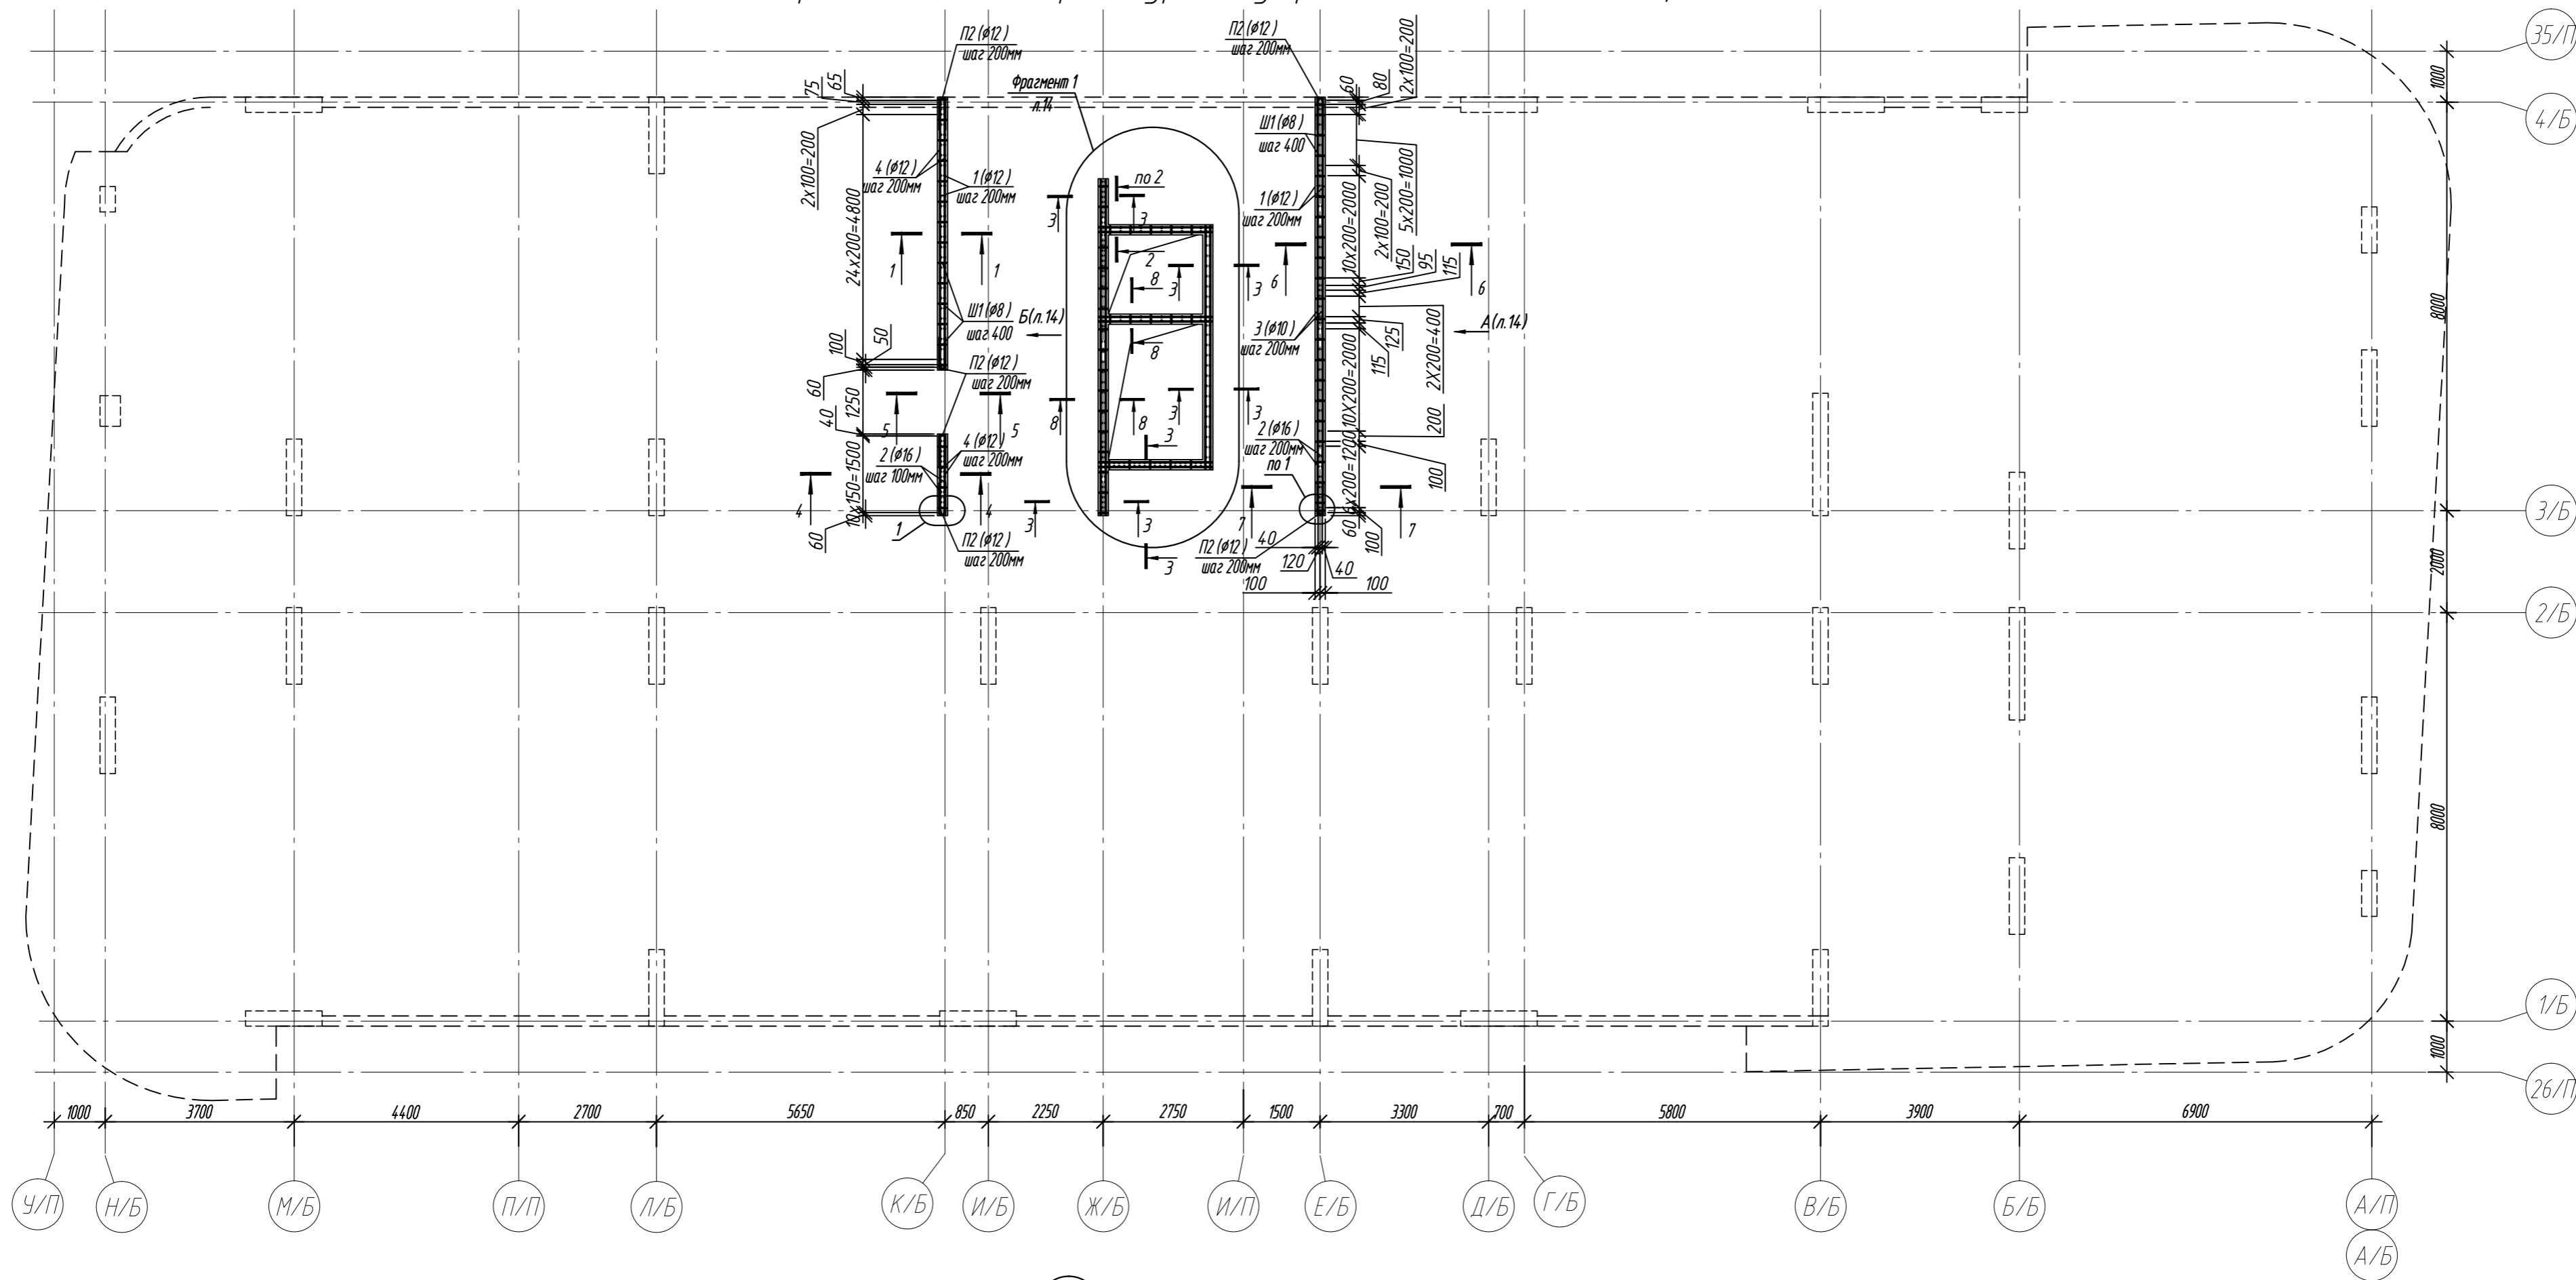 П2 (ø12)
шаг 200мм
П2 (ø12)
шаг 200мм
35/П
Фрагмент 1
л.14
75
65
2х100=200
60
80
2х100=200
1000
4/Б
Ш1 (ø8)
шаг 400
4 (ø12)
шаг 200мм
1 (ø12)
шаг 200мм
по 2
3
3
1 (ø12)
шаг 200мм
5х200=1000
2х100=200
10х200=2000
24х200=4800
1
1
2
8
3
3
6
6
150
95
115
8000
Ш1 (ø8)
шаг 400
Б(л.14)
3 (ø10)
шаг 200мм
А(л.14)
125
115
2Х200=400
100
50
60
П2 (ø12)
шаг 200мм
8
10Х200=2000
1250
40
5
5
8
8
3
3
200
100
2 (ø16)
шаг 100мм
4 (ø12)
шаг 200мм
3
2 (ø16)
шаг 200мм
по 1
10х150=1500
6х200=1200
4
4
60
1
3
3
7
7
60
100
3/Б
П2 (ø12)
шаг 200мм
3
П2 (ø12)
шаг 200мм
40
120
40
100
100
2000
2/Б
8000
1/Б
1000
26/П
1000
3700
4400
2700
5650
850
2250
2750
1500
3300
700
5800
3900
6900
У/П
Н/Б
М/Б
П/П
Л/Б
К/Б
И/Б
Ж/Б
И/П
Е/Б
Д/Б
Г/Б
В/Б
Б/Б
А/П
А/Б